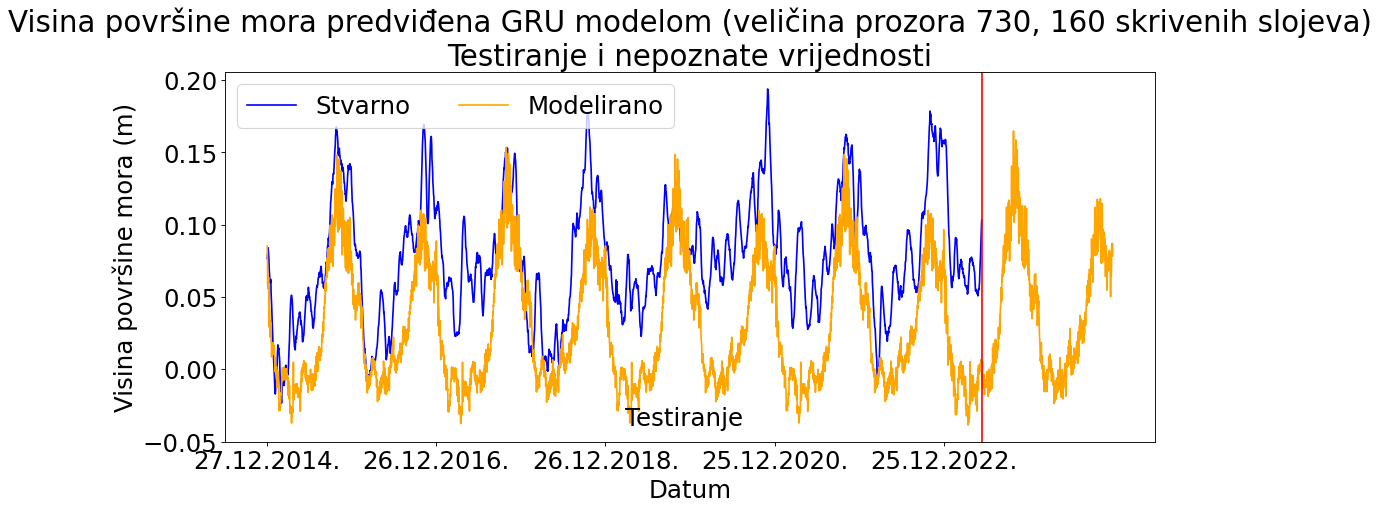 Visina površine mora predviđena GRU modelom (veličina prozora 730, 160 skrivenih slojeva)
Testiranje i nepoznate vrijednosti
Stvarno Modelirano
Visina površine mora (m)
0.20
0.15
0.10
0.05
0.00
−0.05
Testiranje
27.12.2014. 26.12.2016. 26.12.2018. 25.12.2020. 25.12.2022.
Datum